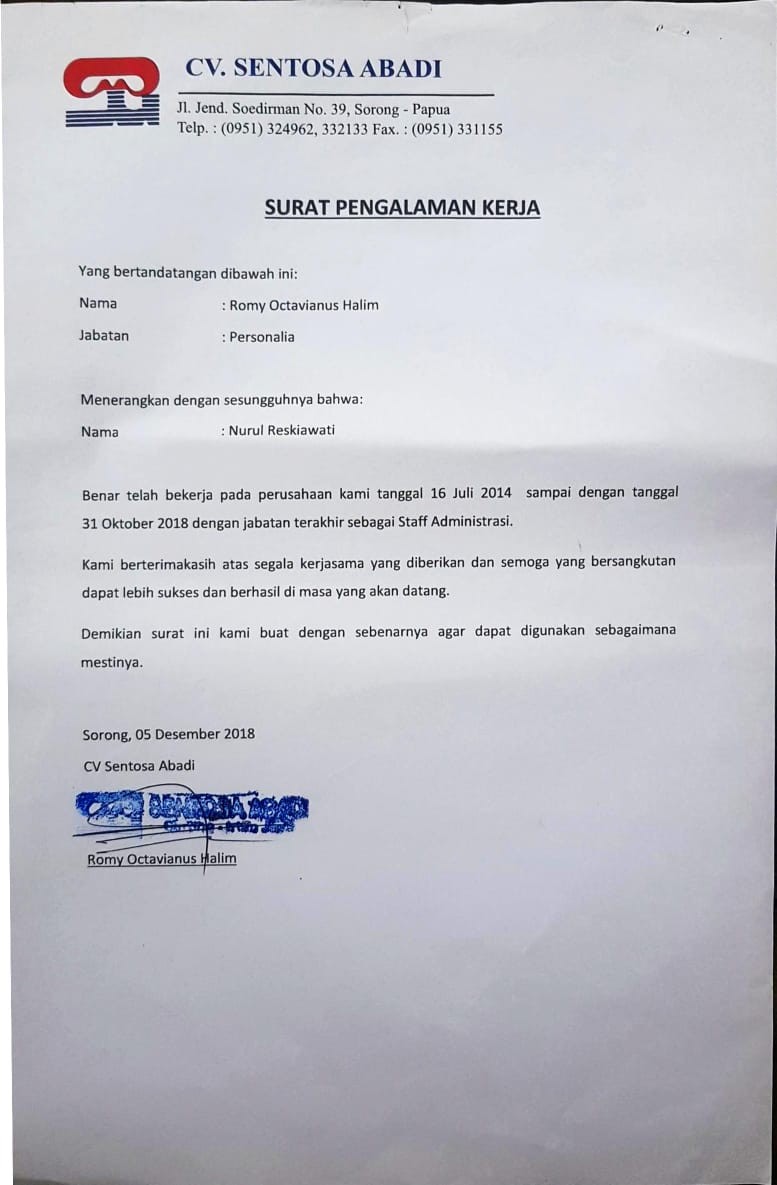 CV. SENTOSA ABADI
Jl. Jend. Soedirman No. 39, Sorong - Papua
Telp. : (0951) 324962, 332133 Fax. : (0951) 331155
SURAT PENGALAMAN KERJA
Yang bertandatangan dibawah ini:
Nama : Romy Octavianus Halim
Jabatan : Personalia
Menerangkan dengan sesungguhnya bahwa:
Nama : Nurul Reskiawati
Benar telah bekerja pada perusahaan kami tanggal 16 Juli 2014 sampai dengan tanggal
31 Oktober 2018 dengan jabatan terakhir sebagai Staff Administrasi.
Kami berterimakasih atas segala kerjasama yang diberikan dan semoga yang bersangkutan
dapat lebih sukses dan berhasil di masa yang akan datang.
Demikian surat ini kami buat dengan sebenarnya agar dapat digunakan sebagaimana
mestinya.
Sorong, 05 Desember 2018
CV Sentosa Abadi
SENTOSA ABADI
Romy Octavianus Halim